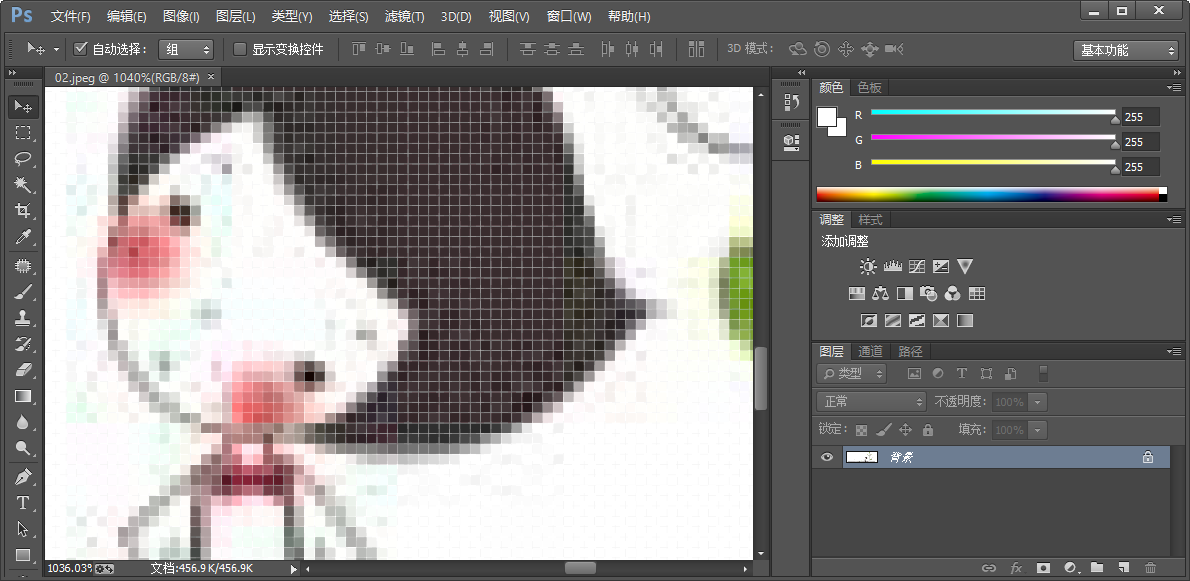 Ps 文件(F) 编辑(E) 图像(I) 图层(L) 类型(Y) 选择(S) 滤镜(T) 3D(D) 视图(V) 窗口(W) 帮助(H)
自动选择： 组 显示变换控件 3D 模式： 基本功能
02.jpeg @ 1040%(RGB/8#) ×
颜色 色板
R 255
G 255
B 255
调整 样式
添加调整
图层 通道 路径
类型
正常 不透明度： 100%
锁定： 填充： 100%
背景
fx
1036.03% 文档:456.9K/456.9K